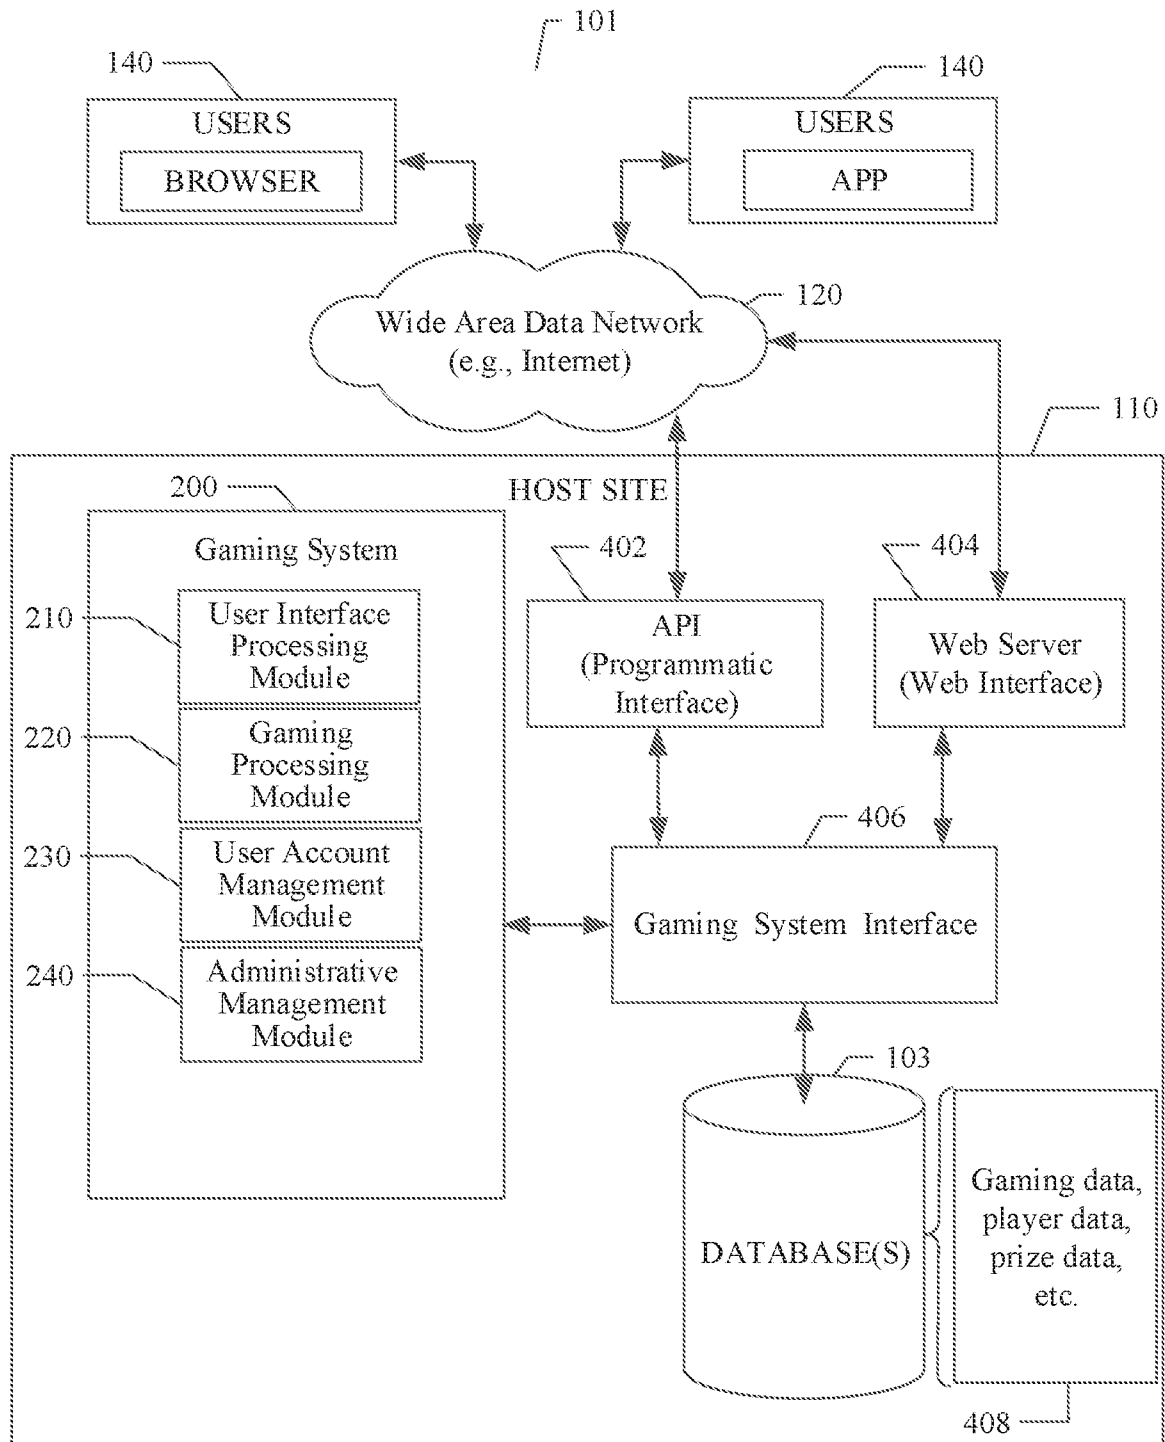 101
140
140
USERS
BROWSER
USERS
APP
120
Wide Area Data Network
(e.g., Internet)
110
HOST SITE
200
Gaming System
210
User Interface
Processing
Module
220
Gaming
Processing
Module
230
User Account
Management
Module
240
Administrative
Management
Module
402
API
(Programmatic
Interface)
404
Web Server
(Web Interface)
406
Gaming System Interface
103
DATABASE(S)
Gaming data,
player data,
prize data,
etc.
408